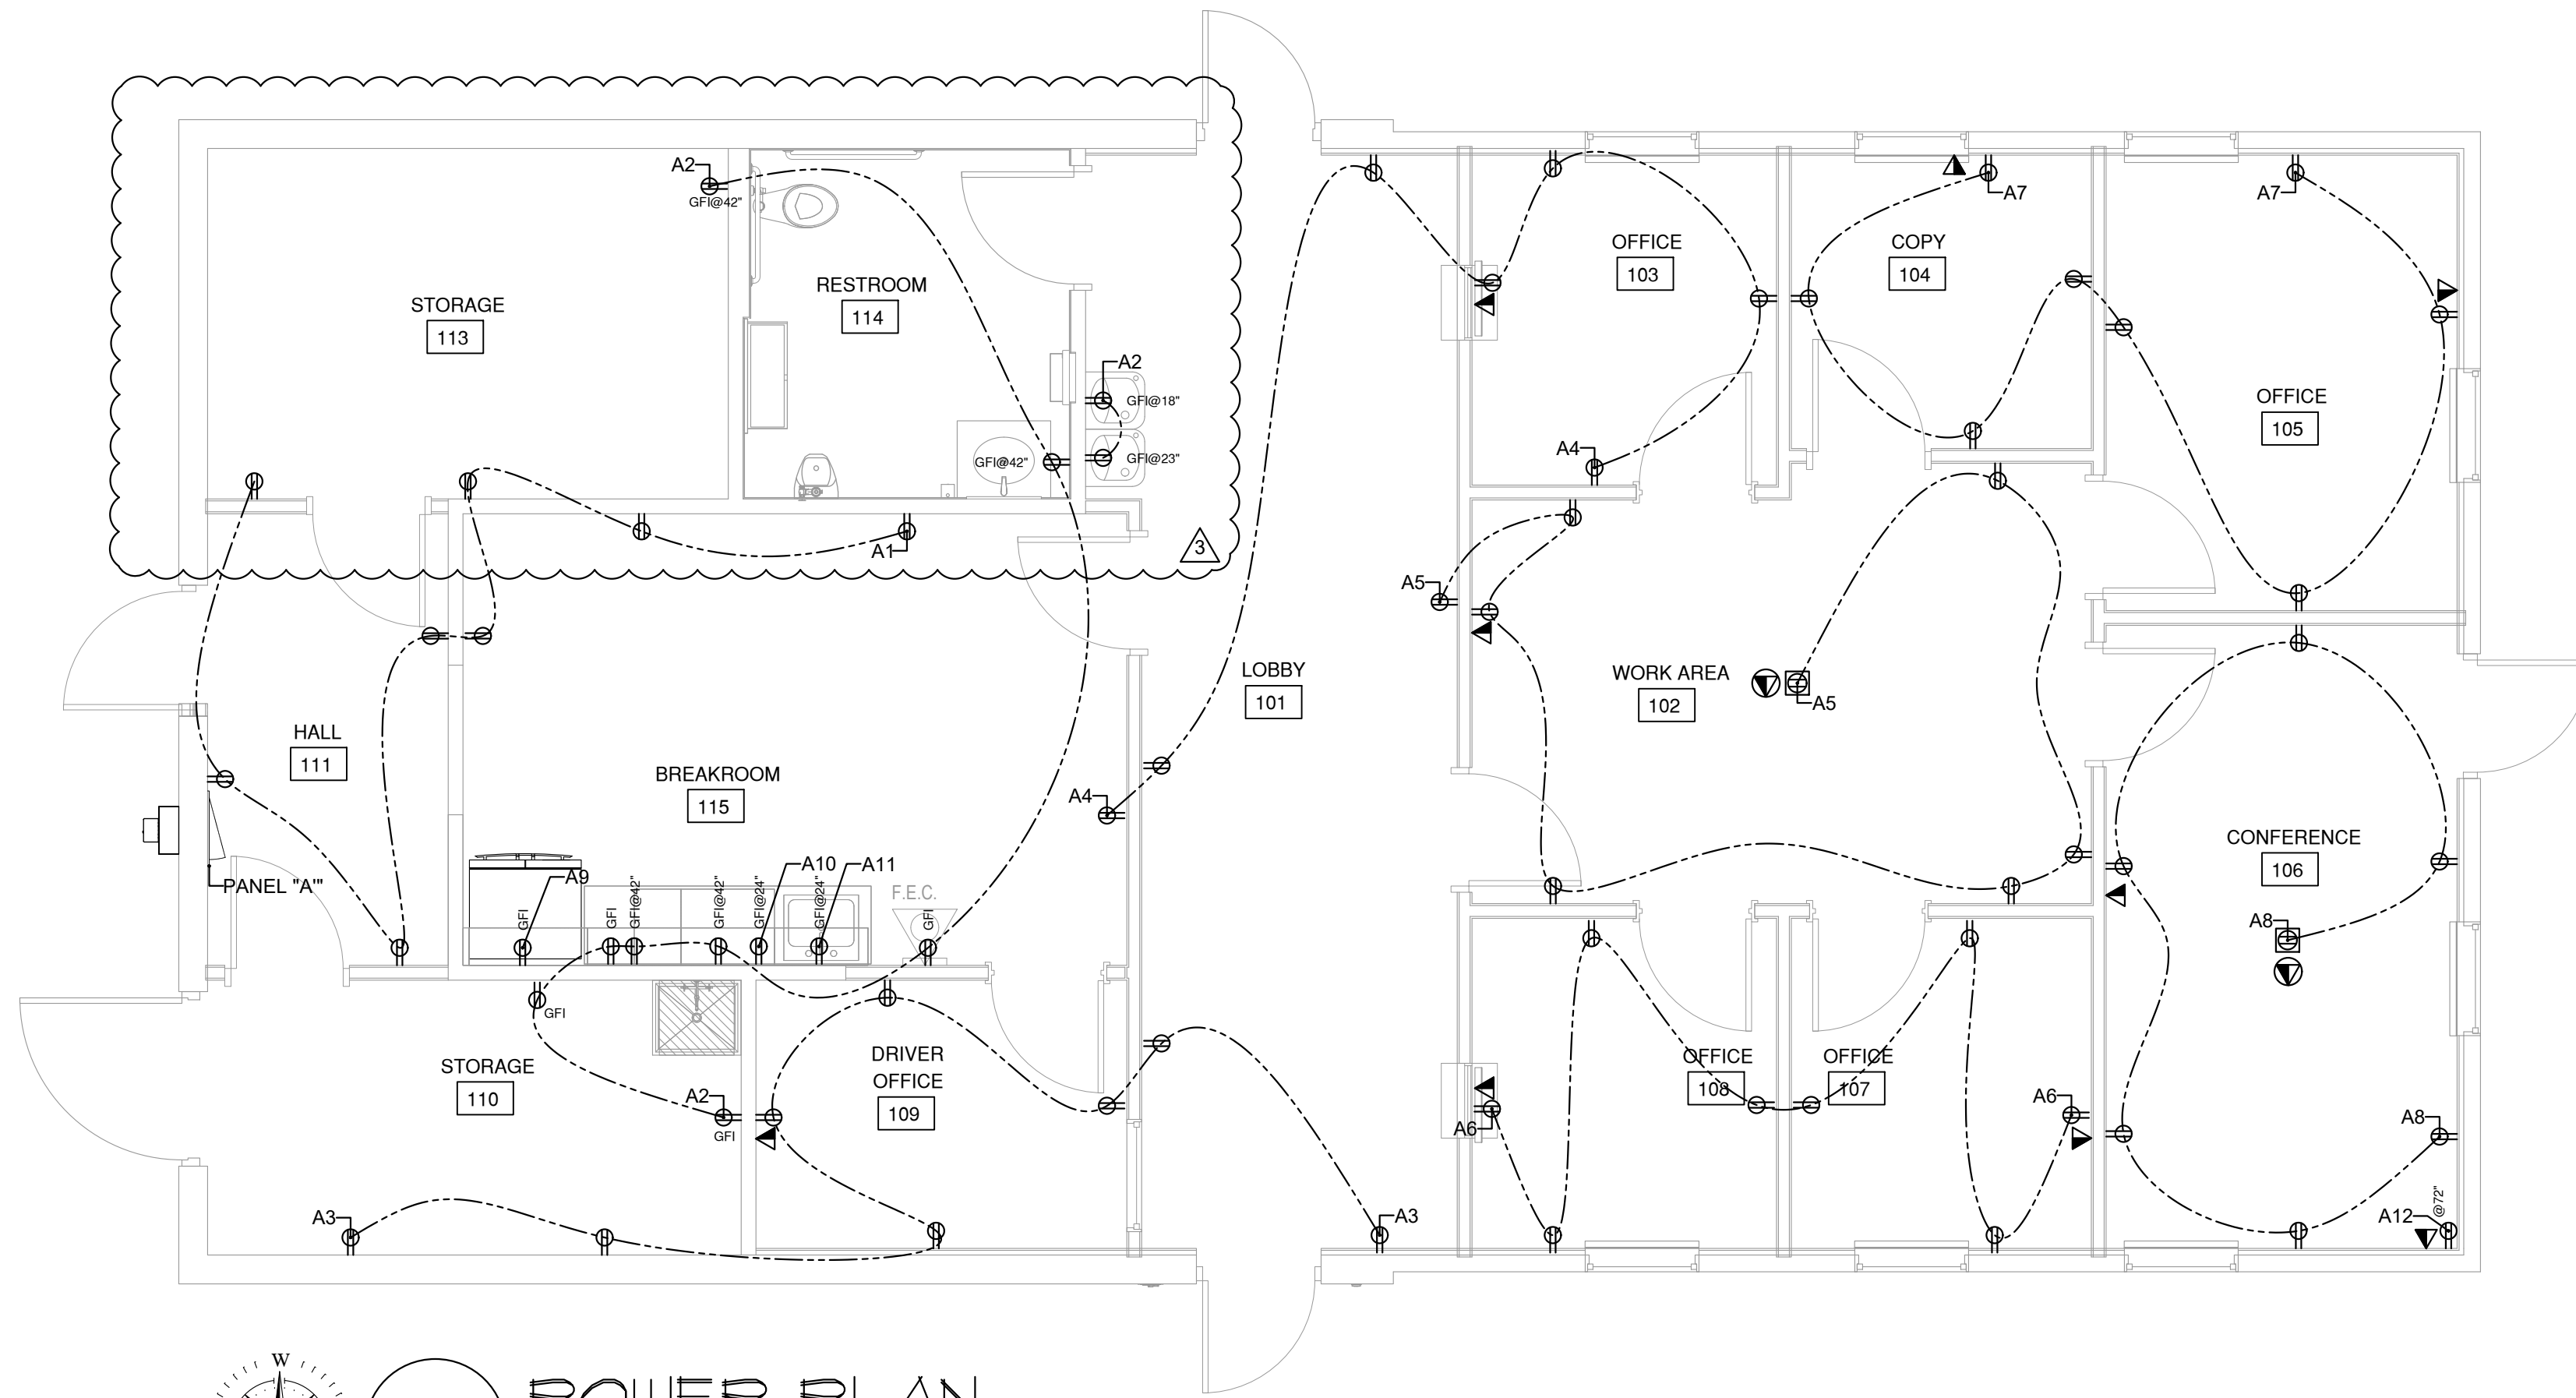 A2
GFI@42"
STORAGE
113
RESTROOM
114
A2
GFI@18"
GFI@42"
GFI@23"
A1
3
OFFICE
103
COPY
104
A7
A7
OFFICE
105
A4
A5
LOBBY
101
WORK AREA
102
A5
HALL
111
PANEL "A'"
BREAKROOM
115
A4
A9
A10
A11
GFI
GFI
GFI@42"
GFI@42"
GFI@24"
GFI@24"
F.E.C.
GFI
CONFERENCE
106
A8
GFI
STORAGE
110
A2
GFI
DRIVER
OFFICE
109
OFFICE
108
OFFICE
107
A6
A6
A8
A3
A3
A12
@72"
W
POWER PLAN